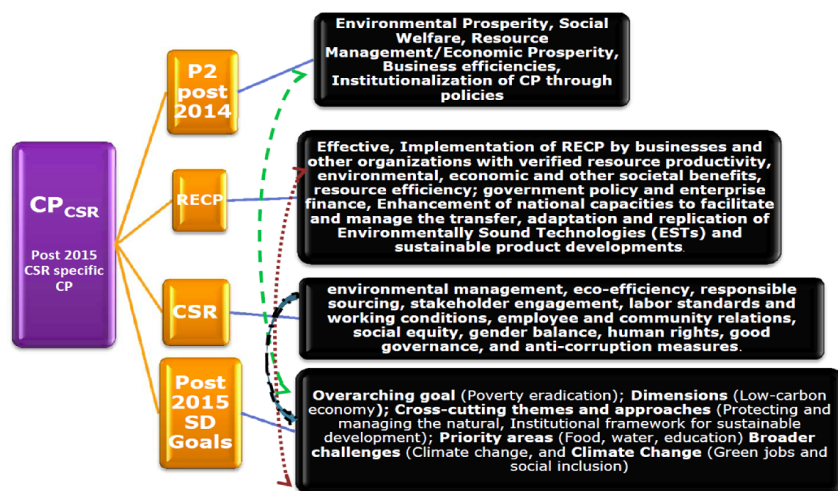 CP CSR
Post 2015
CSR specific
CP
P2
post
2014
RECP
CSR
Post
2015
SD
Goals
Environmental Prosperity, Social
Welfare, Resource
Management/Economic Prosperity,
Business efficiencies,
Institutionalization of CP through
policies
Effective, Implementation of RECP by businesses and
other organizations with verified resource productivity,
environmental, economic and other societal benefits,
resource efficiency; government policy and enterprise
finance, Enhancement of national capacities to facilitate
and manage the transfer, adaptation and replication of
Environmentally Sound Technologies (ESTs) and
sustainable product developments.
environmental management, eco-efficiency, responsible
sourcing, stakeholder engagement, labor standards and
working conditions, employee and community relations,
social equity, gender balance, human rights, good
governance, and anti-corruption measures.
Overarching goal (Poverty eradication); Dimensions (Low-carbon
economy); Cross-cutting themes and approaches (Protecting
and managing the natural, Institutional framework for sustainable
development); Priority areas (Food, water, education) Broader
challenges (Climate change, and Climate Change (Green jobs and
social inclusion)